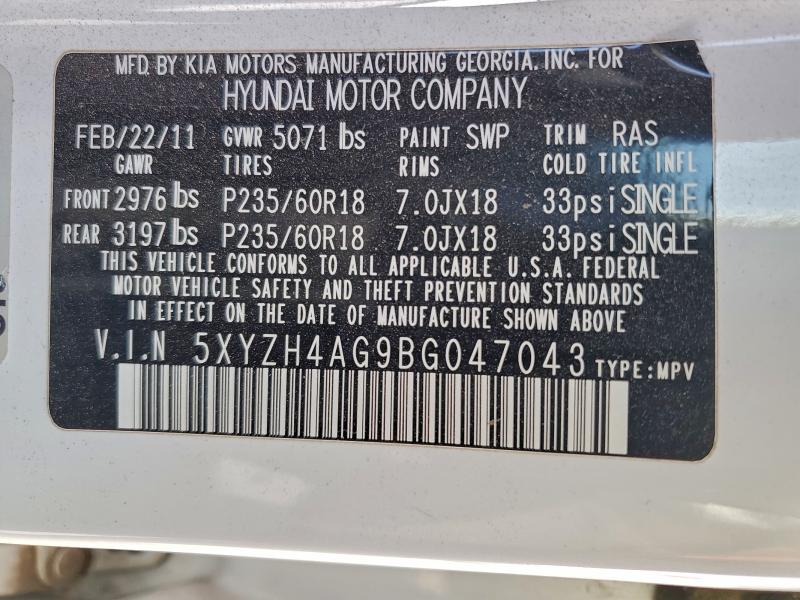 MFD. BY KIA MOTORS MANUFACTURING GEORGIA. INC. FOR
HYUNDAI MOTOR COMPANY
FEB/22/11 GVWR 5071 lbs PAINT SWP TRIM RAS
GAWR TIRES RIMS COLD TIRE INFL
FRONT 2976 lbs P235/60R18 7.0JX18 33psi SINGLE
REAR 3197 lbs P235/60R18 7.0JX18 33psi SINGLE
THIS VEHICLE CONFORMS TO ALL APPLICABLE U.S.A. FEDERAL
MOTOR VEHICLE SAFETY AND THEFT PREVENTION STANDARDS
IN EFFECT ON THE DATE OF MANUFACTURE SHOWN ABOVE
V.I.N 5XYZH4AG9BG047043 TYPE:MPV